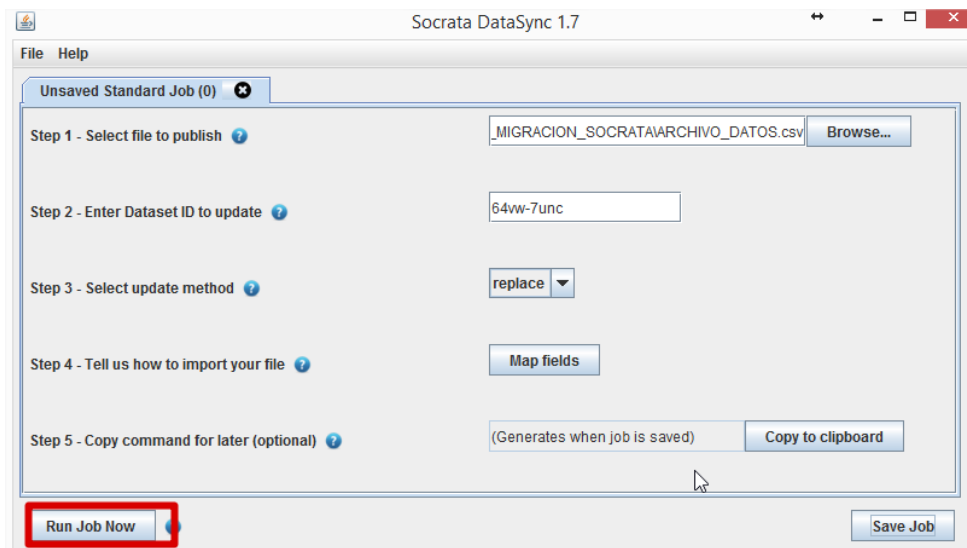 Socrata DataSync 1.7
File Help
Unsaved Standard Job (0)
Step 1 - Select file to publish ? _MIGRACION_SOCRATA\ARCHIVO_DATOS.csv Browse...
Step 2 - Enter Dataset ID to update ? 64vw-7unc
Step 3 - Select update method ? replace
Step 4 - Tell us how to import your file ? Map fields
Step 5 - Copy command for later (optional) ? (Generates when job is saved) Copy to clipboard
Run Job Now Save Job